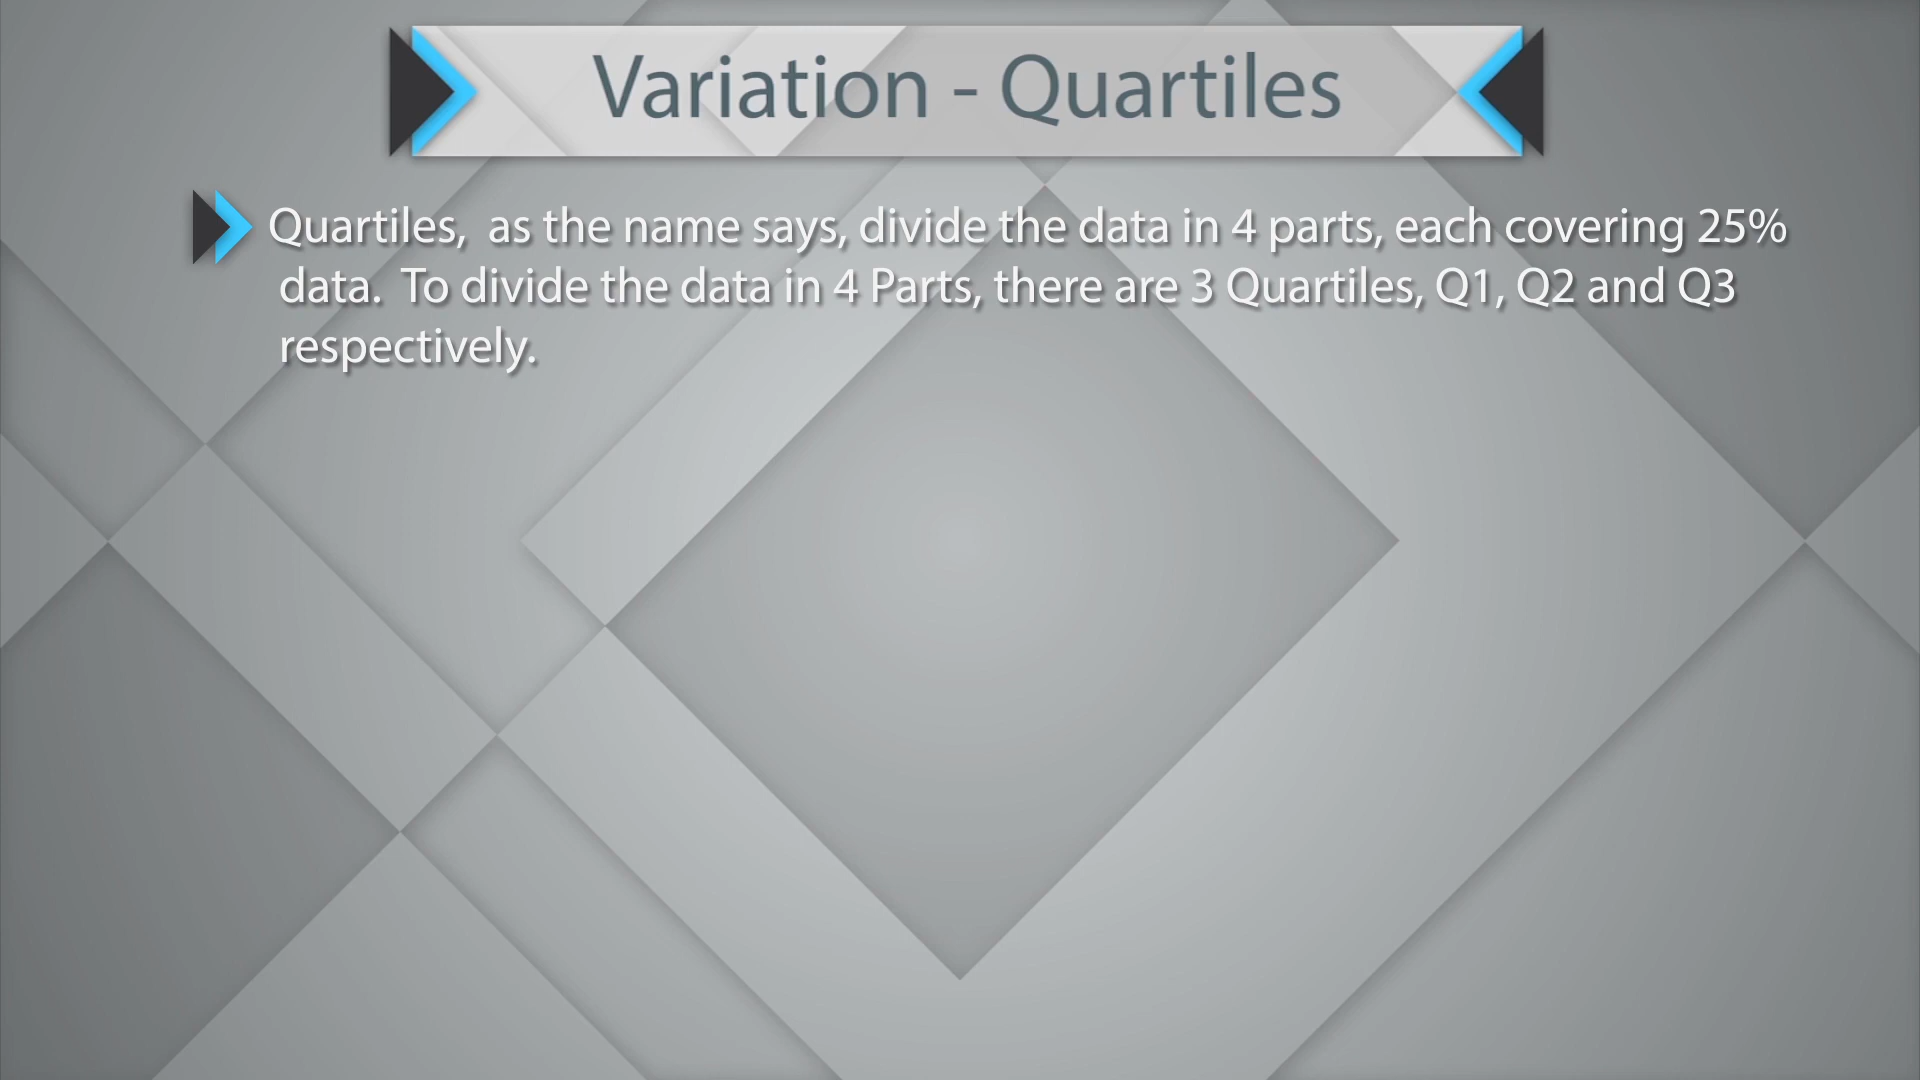 Variation - Quartiles
Quartiles,  as the name says, divide the data in 4 parts, each covering 25%
data.  To divide the data in 4 Parts, there are 3 Quartiles, Q1, Q2 and Q3
respectively.